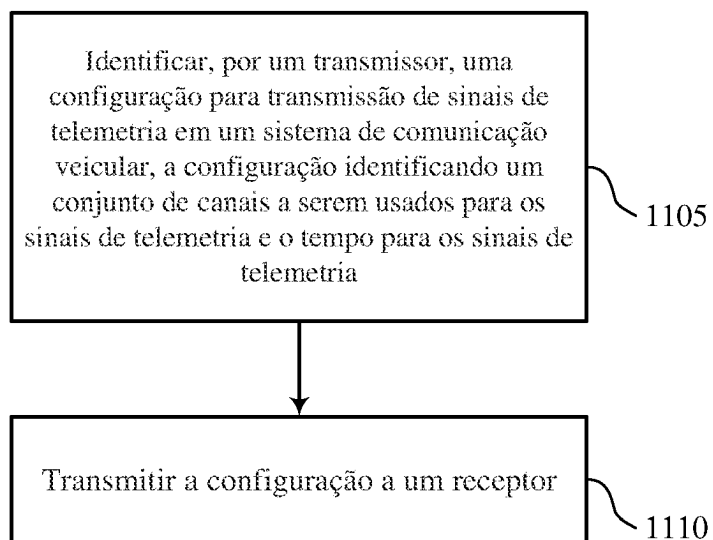 Identificar, por um transmissor, uma
configuração para transmissão de sinais de
telemetria em um sistema de comunicação
veicular, a configuração identificando um
conjunto de canais a serem usados para os
sinais de telemetria e o tempo para os sinais de
telemetria
1105
Transmitir a configuração a um receptor
1110